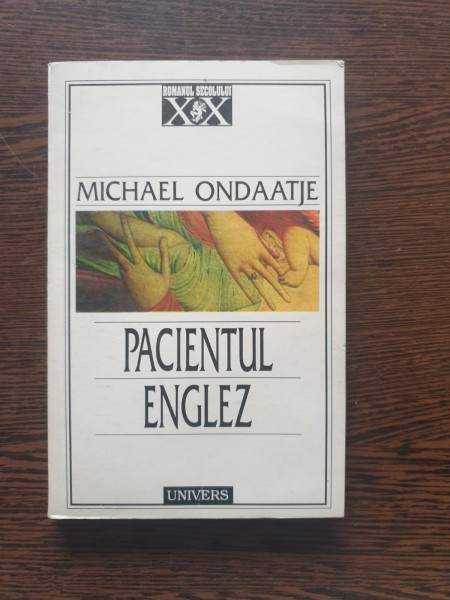 ROMANUL SECOLULUI
XX
MICHAEL ONDAATJE
PACIENTUL
ENGLEZ
UNIVERS